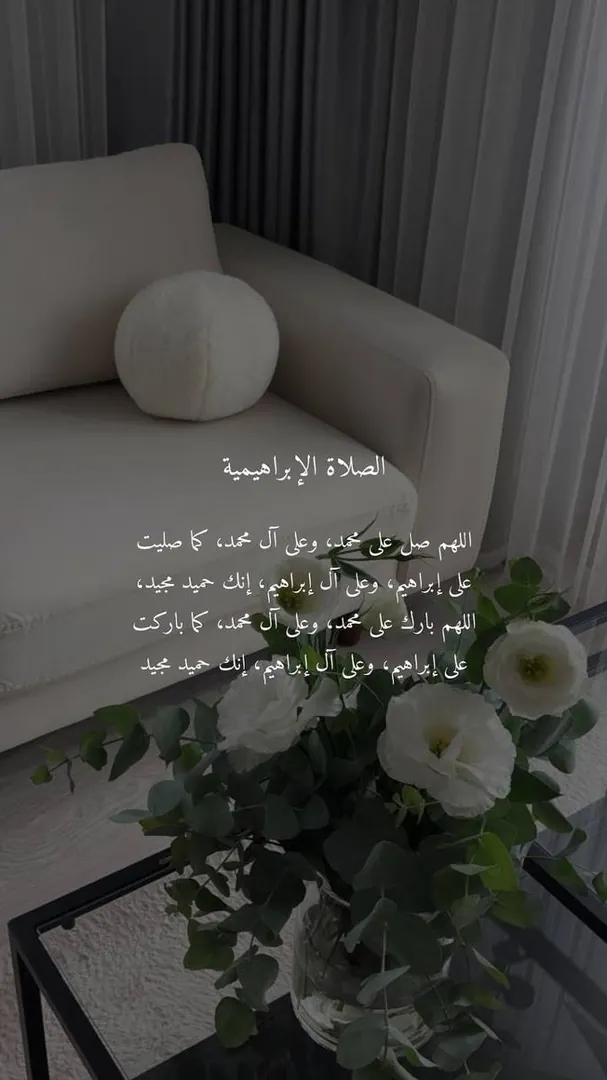 الصلاة الإبراهيمية
اللهم صل على محمد، وعلى آل محمد، كما صليت
على إبراهيم، وعلى آل إبراهيم، إنك حميد مجيد،
اللهم بارك على محمد، وعلى آل محمد، كما باركت
على إبراهيم، وعلى آل إبراهيم، إنك حميد مجيد